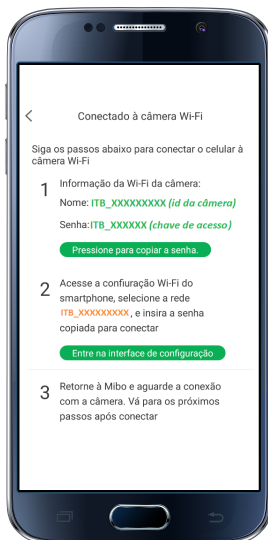 Conectado à câmera Wi-Fi
Siga os passos abaixo para conectar o celular à
câmera Wi-Fi
1 Informação da Wi-Fi da câmera:
Nome: ITB_XXXXXXXXX (id da câmera)
Senha:ITB_XXXXXX (chave de acesso)
Pressione para copiar a senha.
2 Acesse a confiuração Wi-Fi do
smartphone, selecione a rede
ITB_XXXXXXXXX, e insira a senha
copiada para conectar
Entre na interface de configuração
3 Retorne à Mibo e aguarde a conexão
com a câmera. Vá para os próximos
passos após conectar